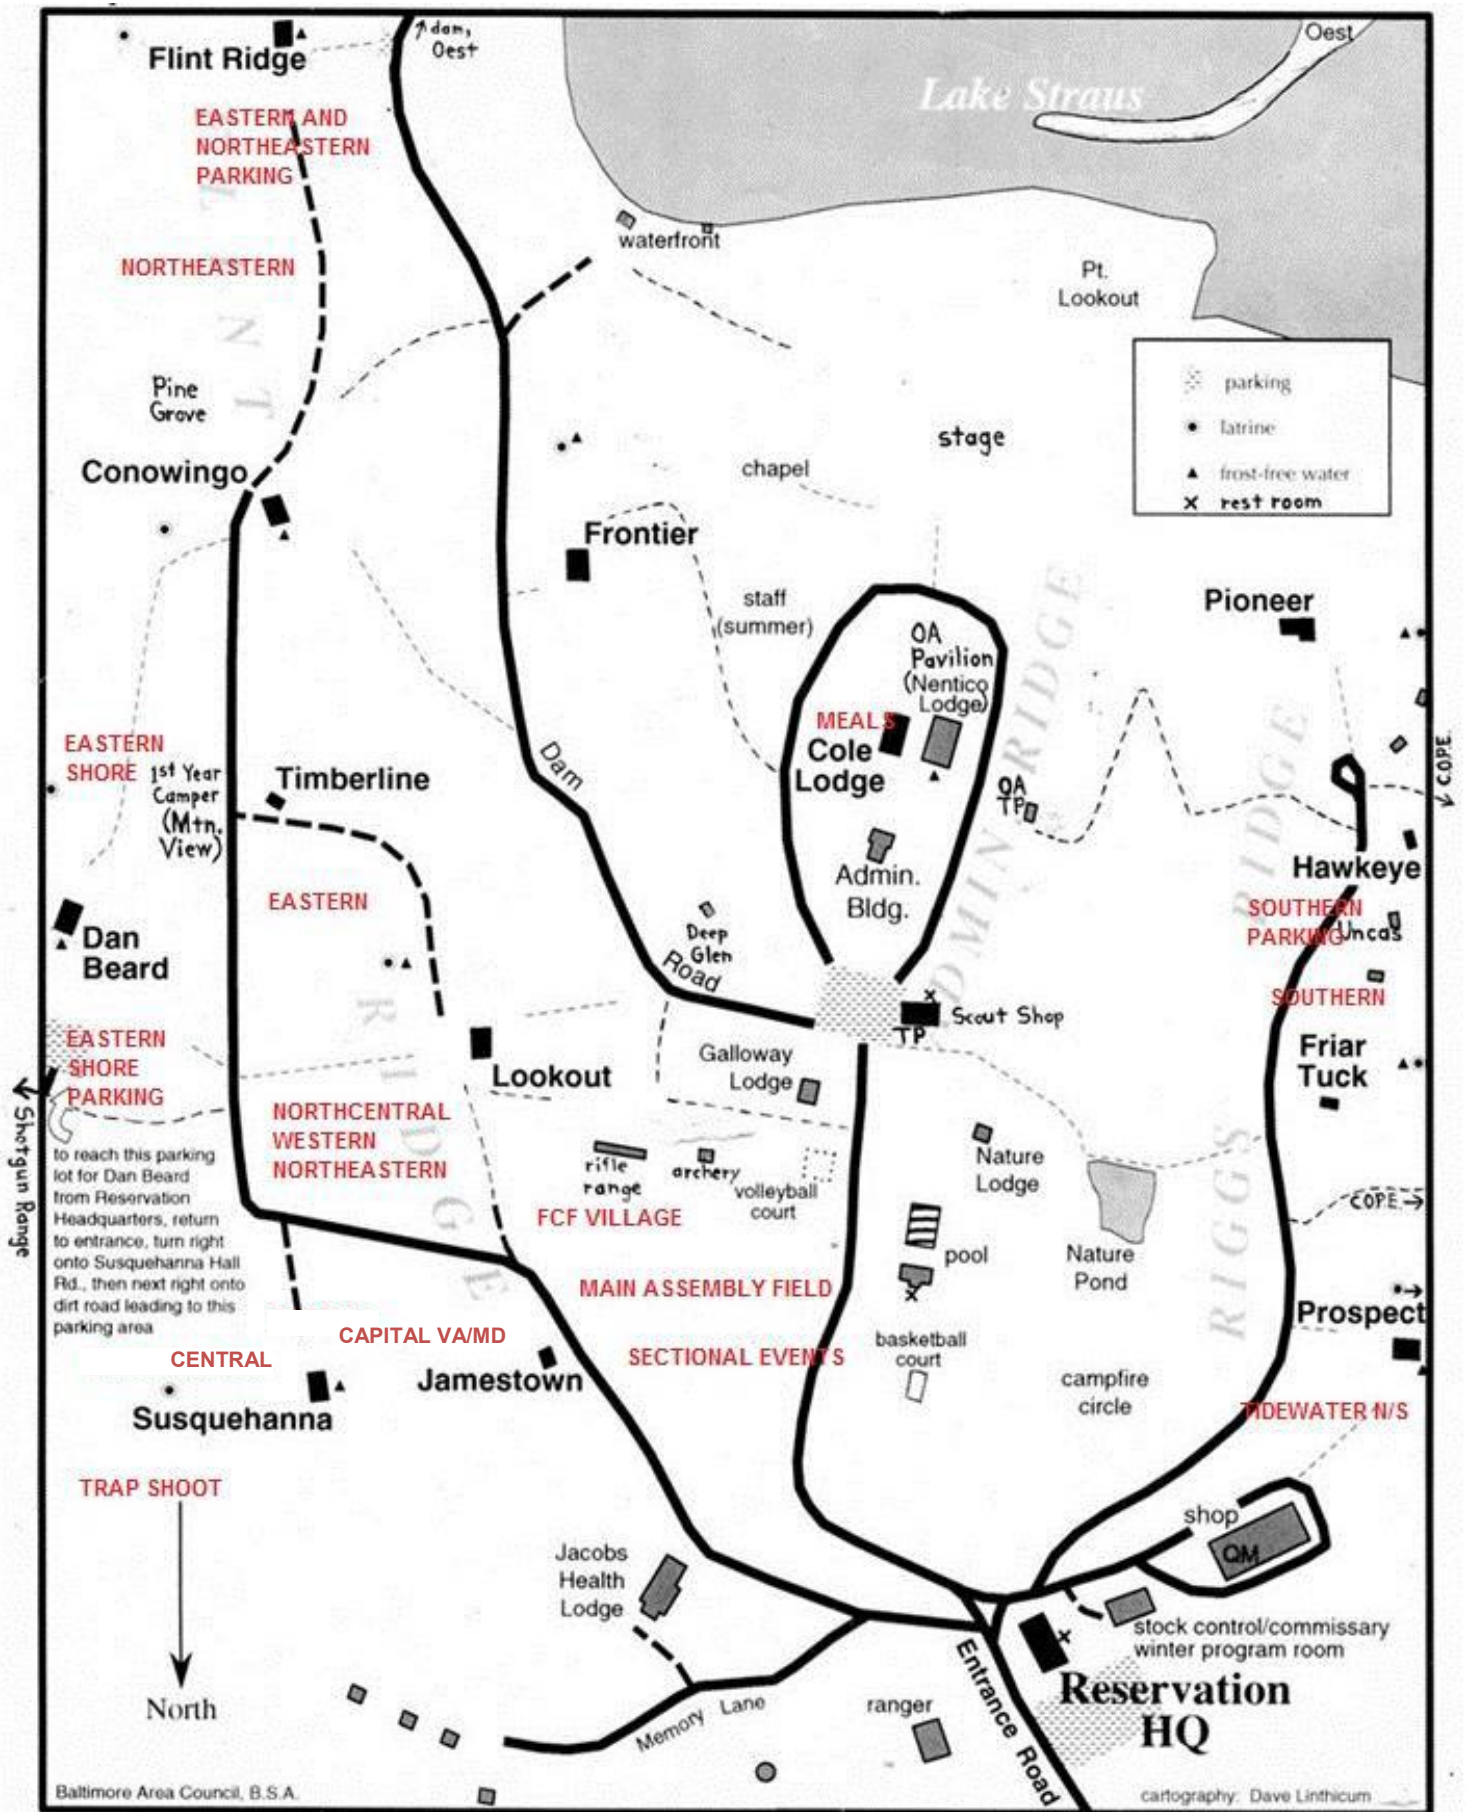 Flint Ridge
dam,
Oest
Oest
Lake Straus
EASTERN AND
NORTHEASTERN
PARKING
waterfront
NORTHEASTERN
Pt.
Lookout
FLINT
RIDGE
parking
latrine
frost-free water
rest room
Pine
Grove
stage
Conowingo
chapel
Frontier
Pioneer
staff
(summer)
OA
Pavilion
(Nentico
Lodge)
ADMIN RIDGE
MEALS
Cole
Lodge
EASTERN
SHORE
1st Year
Camper
(Mtn.
View)
Timberline
Dam
Road
OA
TP
C.O.P.E.
RIGGS
RIDGE
Hawkeye
Admin.
Bldg.
EASTERN
SOUTHERN
PARKING
Uncas
Dan
Beard
Deep
Glen
SOUTHERN
Scout Shop
TP
EASTERN
SHORE
PARKING
Lookout
Galloway
Lodge
Friar
Tuck
Shotgun Range
NORTHCENTRAL
WESTERN
NORTHEASTERN
to reach this parking
lot for Dan Beard
from Reservation
Headquarters, return
to entrance, turn right
onto Susquehanna Hall
Rd., then next right onto
dirt road leading to this
parking area
rifle
range
archery
volleyball
court
Nature
Lodge
COPE
FCF VILLAGE
pool
Nature
Pond
MAIN ASSEMBLY FIELD
Prospect
CAPITAL VA/MD
CENTRAL
SECTIONAL EVENTS
basketball
court
Jamestown
campfire
circle
Susquehanna
TIDEWATER N/S
TRAP SHOOT
shop
QM
Jacobs
Health
Lodge
stock control/commissary
winter program room
Entrance Road
Reservation
HQ
North
Memory Lane
ranger
Baltimore Area Council, B.S.A.
cartography: Dave Linthicum